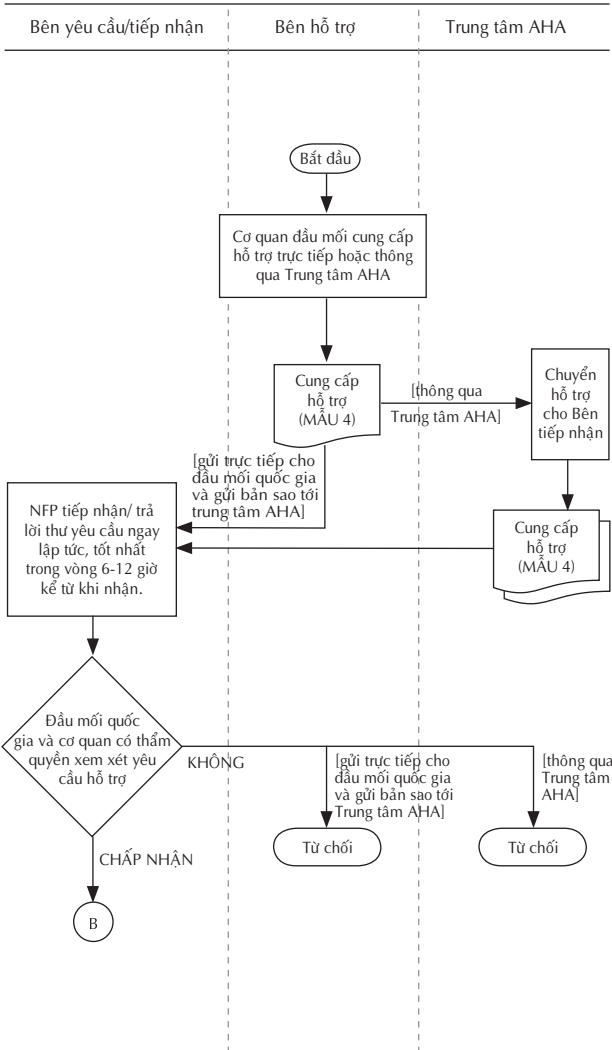 Bên yêu cầu/tiếp nhận
Bên hỗ trợ
Trung tâm AHA
Bắt đầu
Cơ quan đầu mối cung cấp
hỗ trợ trực tiếp hoặc thông
qua Trung tâm AHA
Cung cấp
hỗ trợ
(MẪU 4)
[thông qua
Trung tâm AHA]
Chuyển
hỗ trợ
cho Bên
tiếp nhận
[gửi trực tiếp cho
đầu mối quốc gia
và gửi bản sao tới
trung tâm AHA]
NFP tiếp nhận/ trả
lời thư yêu cầu ngay
lập tức, tốt nhất
trong vòng 6-12 giờ
kể từ khi nhận.
Cung cấp
hỗ trợ
(MẪU 4)
Đầu mối quốc
gia và cơ quan có thẩm
quyền xem xét yêu
cầu hỗ trợ
KHÔNG
[gửi trực tiếp cho
đầu mối quốc gia
và gửi bản sao tới
Trung tâm AHA]
[thông qua
Trung tâm
AHA]
Từ chối
Từ chối
CHẤP NHẬN
B